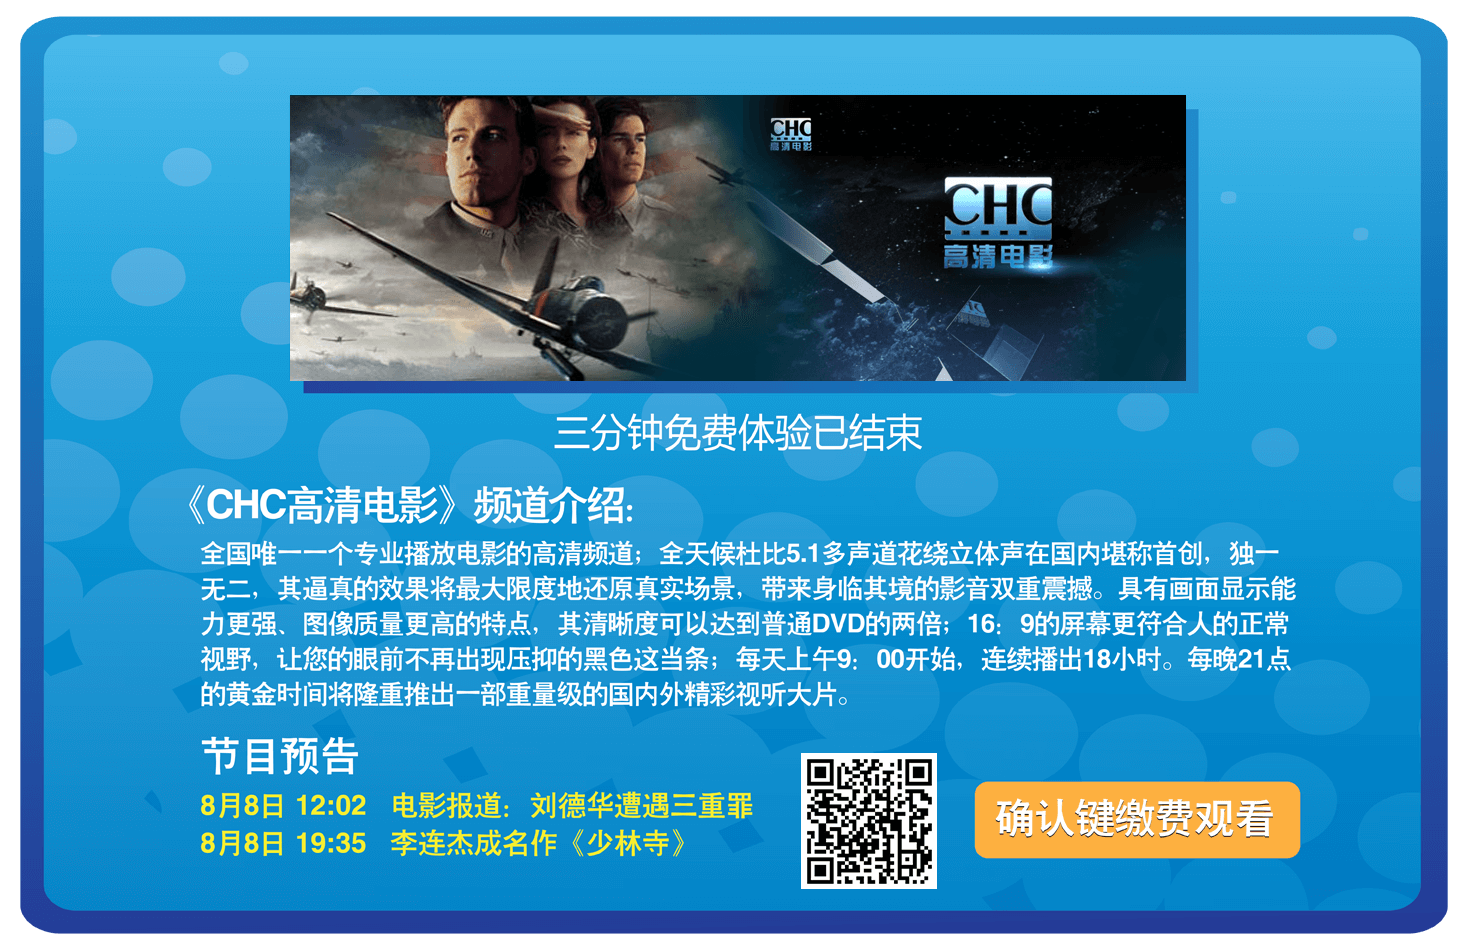 CHC
高清电影
CHC
高清电影
三分钟免费体验已结束
《CHC高清电影》频道介绍:
全国唯一一个专业播放电影的高清频道；全天候杜比5.1多声道花绕立体声在国内堪称首创，独一
无二，其逼真的效果将最大限度地还原真实场景，带来身临其境的影音双重震撼。具有画面显示能
力更强、图像质量更高的特点，其清晰度可以达到普通DVD的两倍；16：9的屏幕更符合人的正常
视野，让您的眼前不再出现压抑的黑色这当条；每天上午9：00开始，连续播出18小时。每晚21点
的黄金时间将隆重推出一部重量级的国内外精彩视听大片。
节目预告
8月8日 12:02 电影报道：刘德华遭遇三重罪
8月8日 19:35 李连杰成名作《少林寺》
确认键缴费观看